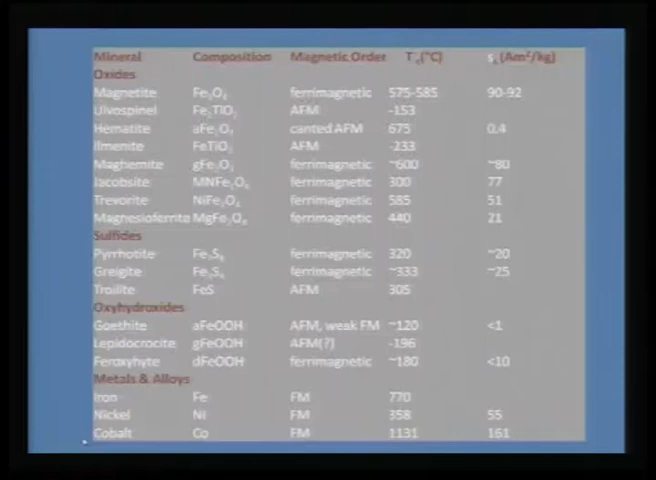 Mineral Composition Magnetic Order T (°C) s (Am²/kg)
Oxides
Magnetite Fe₃O₄ ferrimagnetic 575-585 90-92
Ulvospinel Fe₂TiO AFM -153
Hematite aFe₂O₃ canted AFM 675 0.4
Ilmenite FeTiO AFM -233
Maghemite gFe₂O₃ ferrimagnetic ~600 ~80
Jacobsite MNFe₂O₄ ferrimagnetic 300 77
Trevorite NiFe₂O₄ ferrimagnetic 585 51
Magnesioferrite MgFe₂O₄ ferrimagnetic 440 21
Sulfides
Pyrrhotite ferrimagnetic 320 ~20
Greigite ferrimagnetic ~333 ~25
Troilite FeS AFM 305
Oxyhydroxides
Goethite aFeOOH AFM, weak FM ~120 <1
Lepidocrocite gFeOOH AFM(?) -196
Feroxyhyte dFeOOH ferrimagnetic ~180 <10
Metals & Alloys
Iron Fe FM 770
Nickel Ni FM 358 55
Cobalt Co FM 1131 161